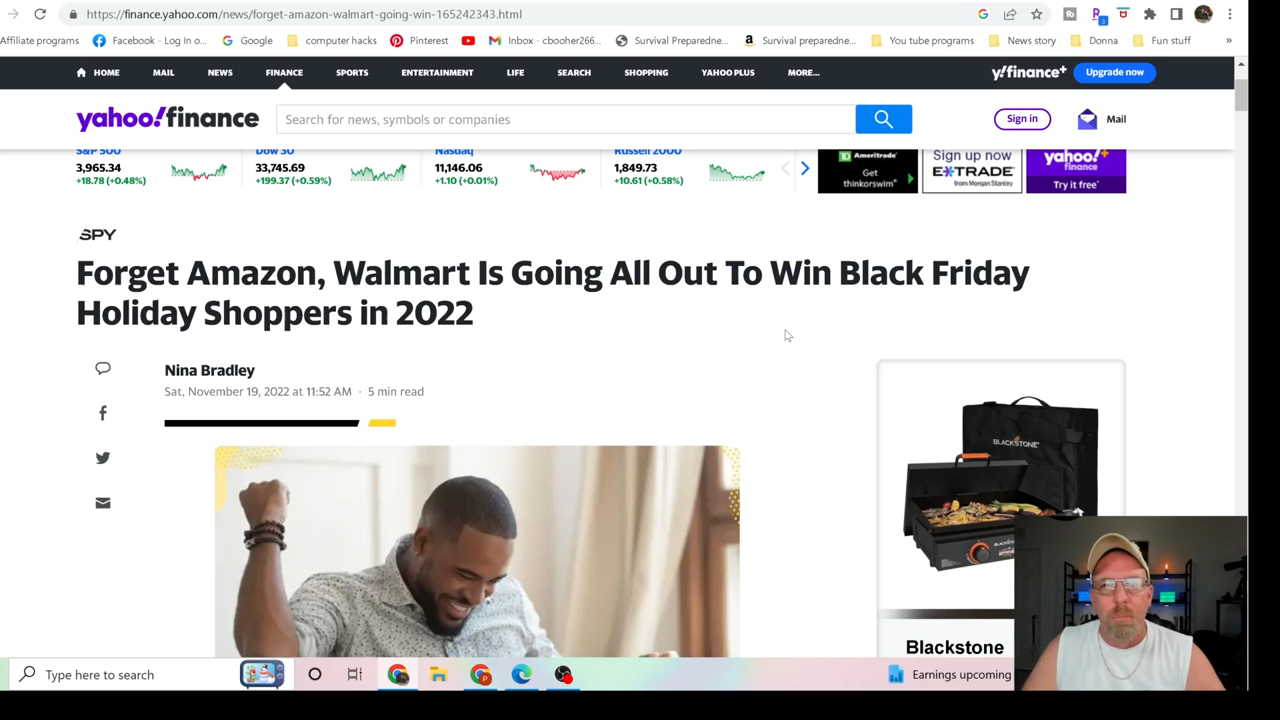 https://finance.yahoo.com/news/forget-amazon-walmart-going-win-165242343.html
Affiliate programs Facebook - Log In o... Google computer hacks Pinterest Inbox - cbooher266... Survival Preparedne... Survival preparedne... You tube programs News story Donna Fun stuff »
HOME MAIL NEWS FINANCE SPORTS ENTERTAINMENT LIFE SEARCH SHOPPING YAHOO PLUS MORE... y!finance+ Upgrade now
yahoo!finance Search for news, symbols or companies Sign in Mail
S&P 500 Dow 30 Nasdaq Russell 2000
3,965.34 33,745.69 11,146.06 1,849.73
+18.78 (+0.48%) +199.37 (+0.59%) +1.10 (+0.01%) +10.61 (+0.58%)
Ameritrade
Get
thinkorswim®
Sign up now
E*TRADE
from Morgan Stanley
yahoo!+
finance
Try it free*
SPY
Forget Amazon, Walmart Is Going All Out To Win Black Friday
Holiday Shoppers in 2022
Nina Bradley
Sat, November 19, 2022 at 11:52 AM · 5 min read
BLACKSTONE
Blackstone
Type here to search
Earnings upcoming